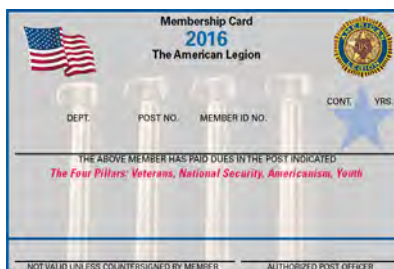 Membership Card
2016
The American Legion
AMERICAN
LEGION
CONT. YRS.
DEPT. POST NO. MEMBER ID NO.
THE ABOVE MEMBER HAS PAID DUES IN THE POST INDICATED
The Four Pillars: Veterans, National Security, Americanism, Youth
NOT VALID UNLESS COUNTERSIGNED BY MEMBER AUTHORIZED POST OFFICER